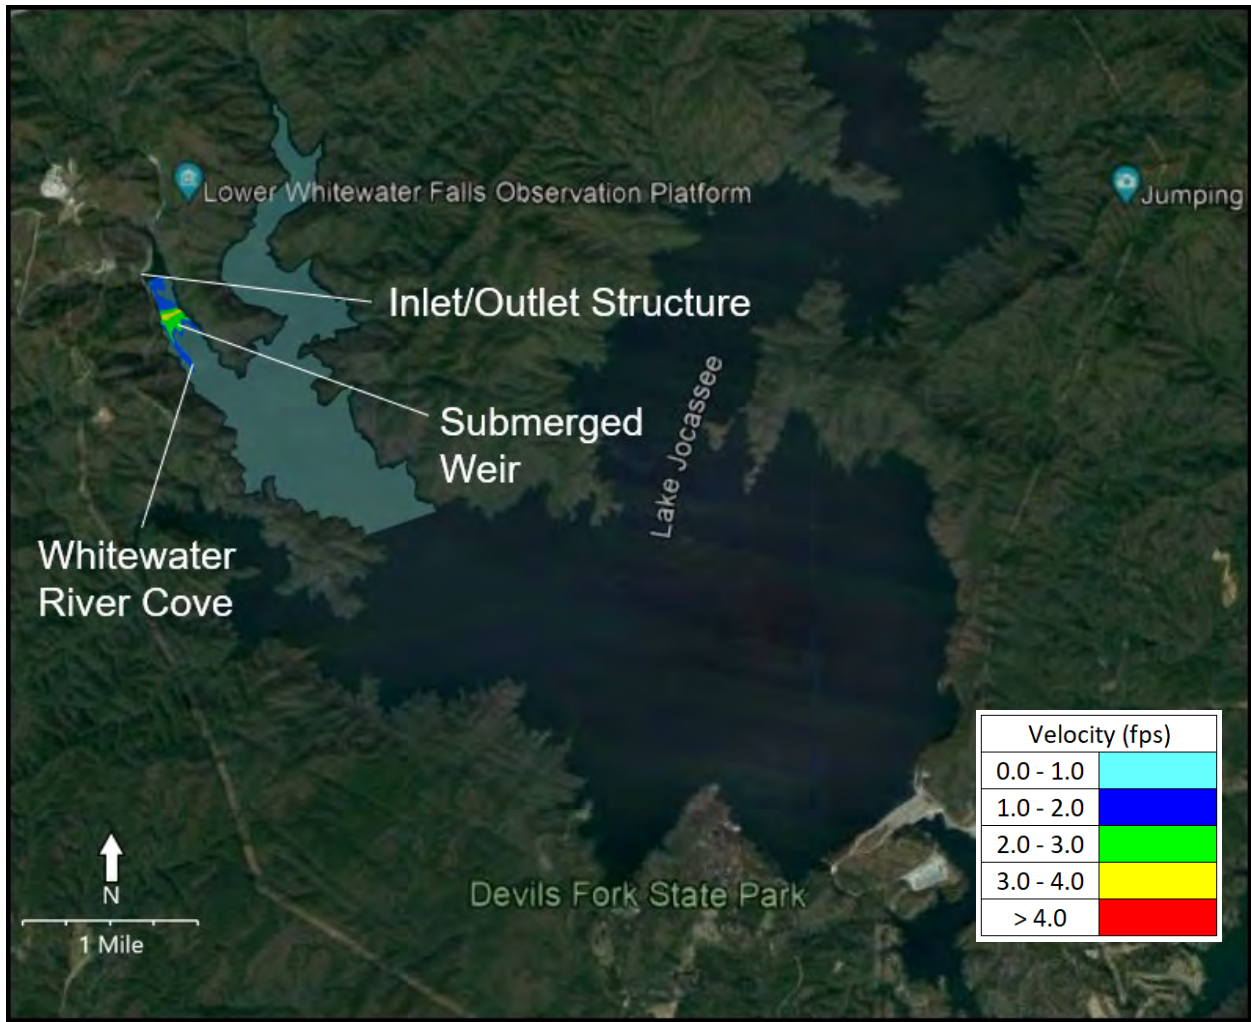 Lower Whitewater Falls Observation Platform
Jumping
Inlet/Outlet Structure
Lake Jocassee
Submerged
Weir
Whitewater
River Cove
Velocity (fps)
0.0 - 1.0
1.0 - 2.0
2.0 - 3.0
3.0 - 4.0
> 4.0
N
1 Mile
Devils Fork State Park